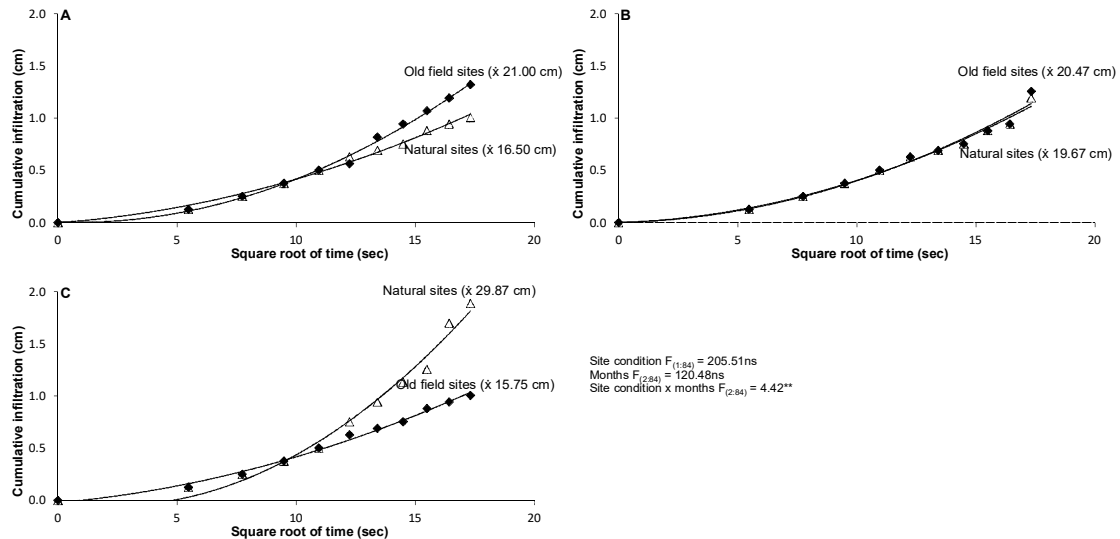 A
2.0
1.5
1.0
0.5
0.0
Cumulative infiltration (cm)
Old field sites (ẋ 21.00 cm)
Natural sites (ẋ 16.50 cm)
0 5 10 15 20
Square root of time (sec)
B
2.0
1.5
1.0
0.5
0.0
Cumulative infiltration (cm)
Old field sites (ẋ 20.47 cm)
Natural sites (ẋ 19.67 cm)
0 5 10 15 20
Square root of time (sec)
C
2.0
1.5
1.0
0.5
0.0
Cumulative infiltration (cm)
Natural sites (ẋ 29.87 cm)
Old field sites (ẋ 15.75 cm)
0 5 10 15 20
Square root of time (sec)
Site condition F(1:84) = 205.51ns
Months F(2:84) = 120.48ns
Site condition x months F(2:84) = 4.42**